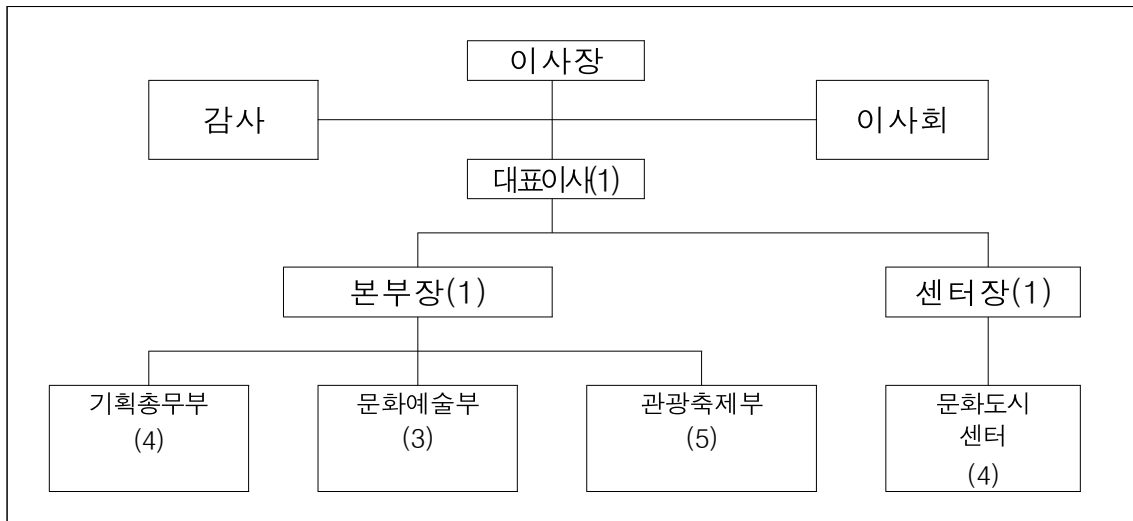 이사장
감사
이사회
대표이사(1)
본부장(1)
센터장(1)
기획총무부
(4)
문화예술부
(3)
관광축제부
(5)
문화도시
센터
(4)